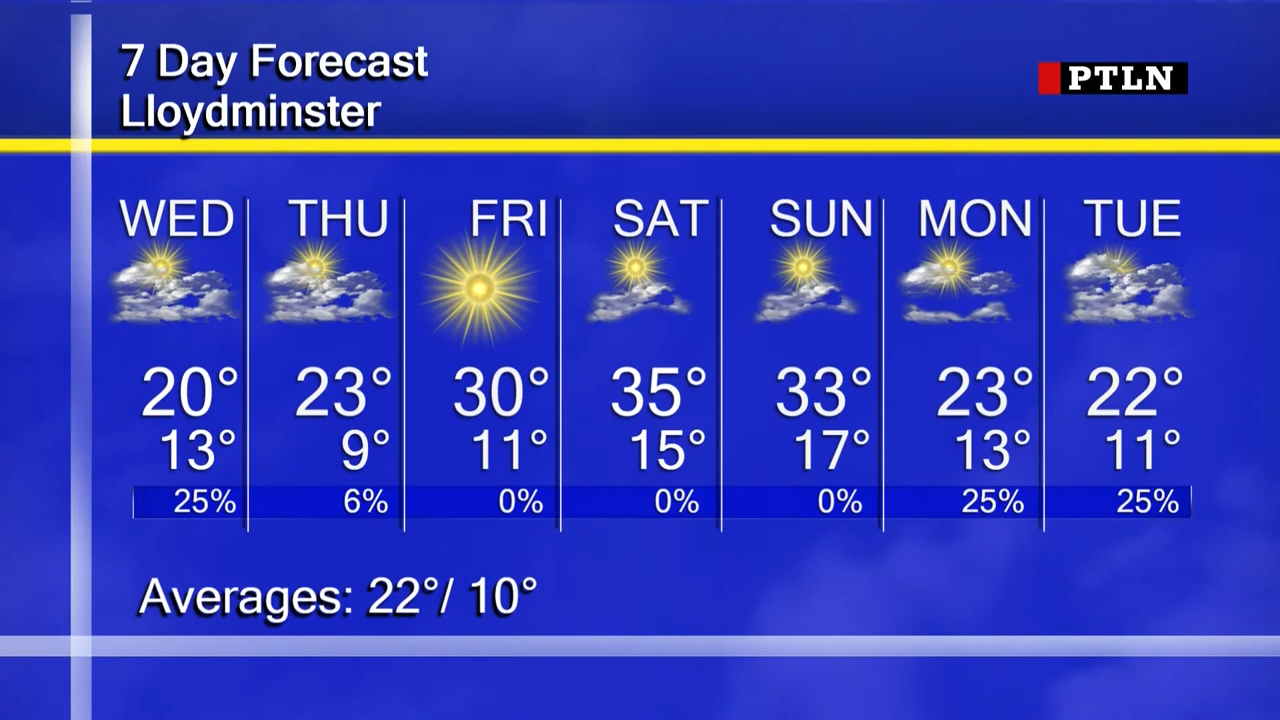 7 Day Forecast
Lloydminster
PTLN
WED THU FRI SAT SUN MON TUE
20° 23° 30° 35° 33° 23° 22°
13° 9° 11° 15° 17° 13° 11°
25% 6% 0% 0% 0% 25% 25%
Averages: 22°/ 10°